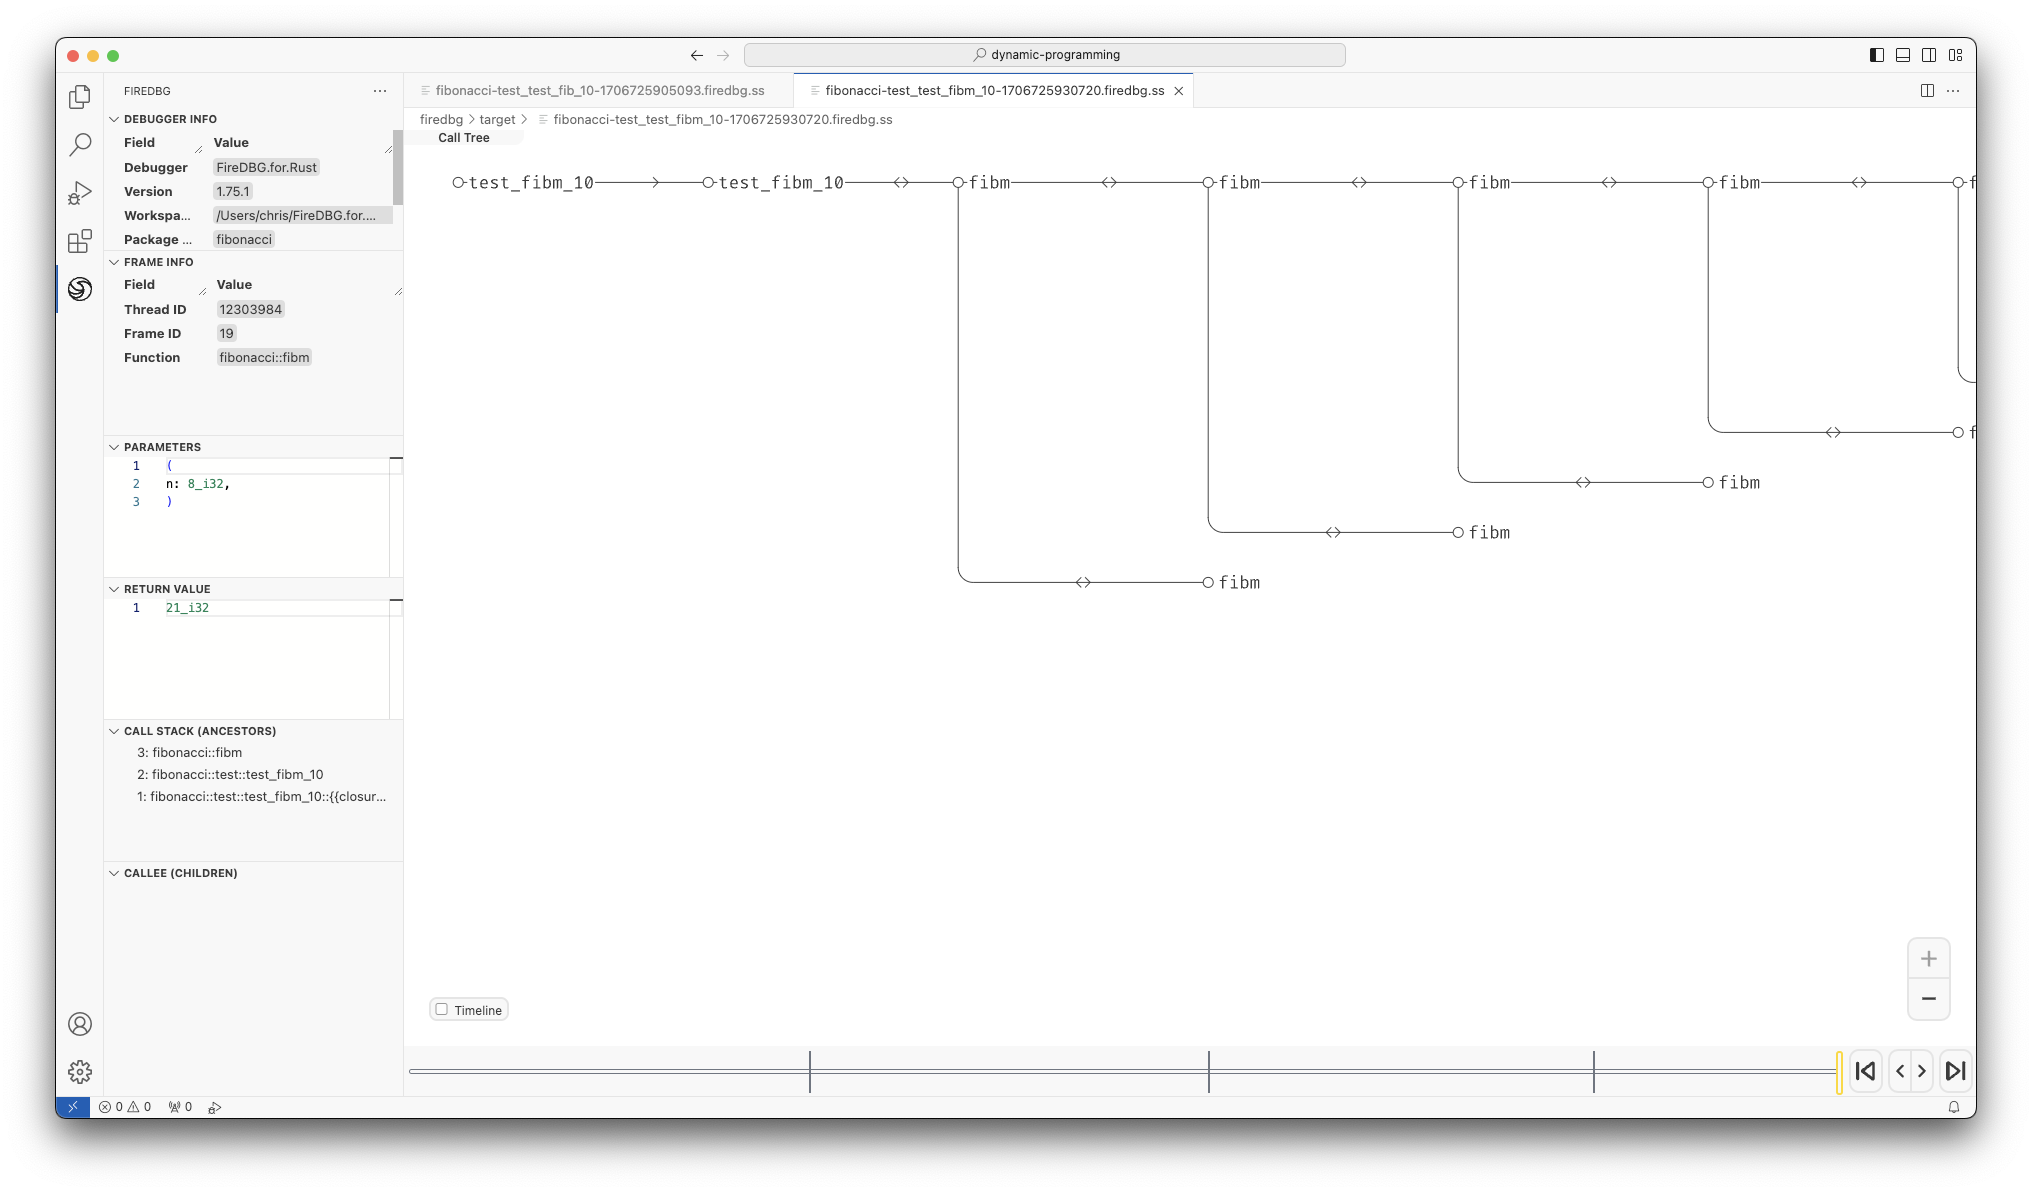 dynamic-programming
FIREDBG
fibonacci-test_test_fib_10-1706725905093.firedbg.ss
fibonacci-test_test_fibm_10-1706725930720.firedbg.ss
firedbg > target > fibonacci-test_test_fibm_10-1706725930720.firedbg.ss
DEBUGGER INFO
Field Value
Debugger FireDBG.for.Rust
Version 1.75.1
Workspa... /Users/chris/FireDBG.for....
Package ... fibonacci
FRAME INFO
Field Value
Thread ID 12303984
Frame ID 19
Function fibonacci::fibm
PARAMETERS
1 (
2 n: 8_i32,
3 )
RETURN VALUE
1 21_i32
CALL STACK (ANCESTORS)
3: fibonacci::fibm
2: fibonacci::test::test_fibm_10
1: fibonacci::test::test_fibm_10::{{closur...
CALLEE (CHILDREN)
Call Tree
test_fibm_10 test_fibm_10 fibm fibm fibm fibm f
f
fibm
fibm
fibm
Timeline
0 0 0